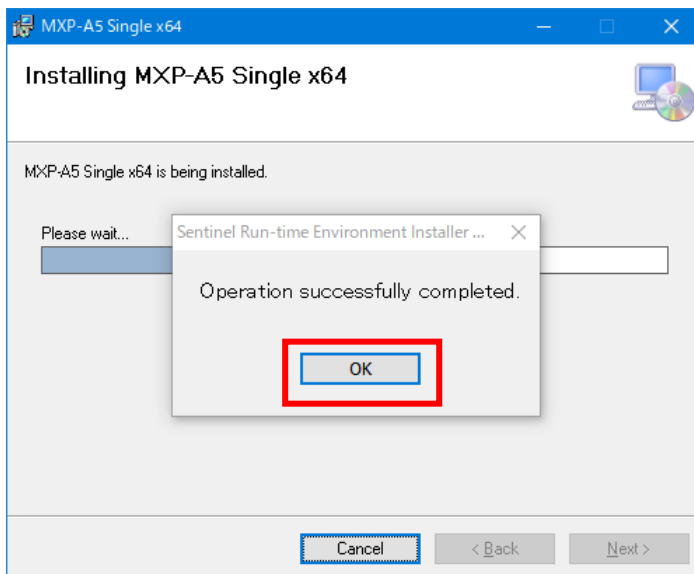 MXP-A5 Single x64
Installing MXP-A5 Single x64
MXP-A5 Single x64 is being installed.
Please wait...
Sentinel Run-time Environment Installer ...
Operation successfully completed.
OK
Cancel
< Back
Next >